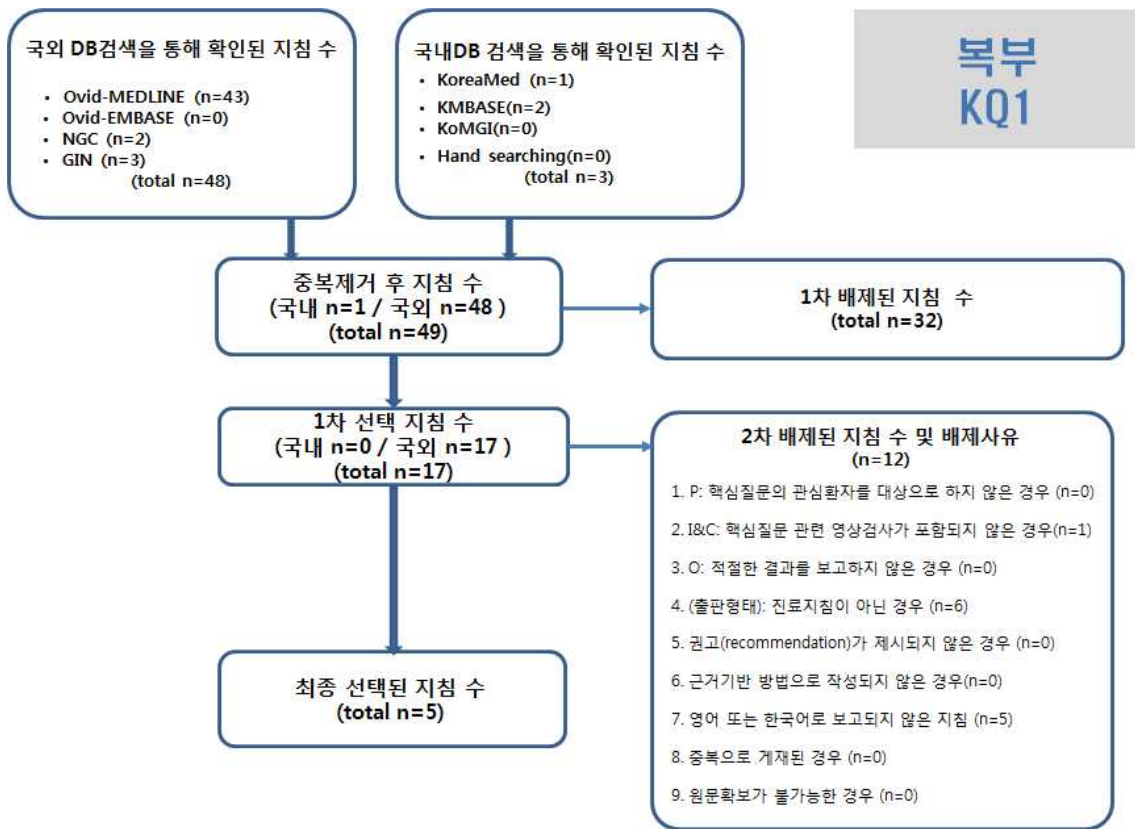 국외 DB검색을 통해 확인된 지침 수
• Ovid-MEDLINE (n=43)
• Ovid-EMBASE (n=0)
• NGC (n=2)
• GIN (n=3)
(total n=48)
국내DB 검색을 통해 확인된 지침 수
• KoreaMed (n=1)
• KMBASE(n=2)
• KoMGI(n=0)
• Hand searching(n=0)
(total n=3)
복부
KQ1
중복제거 후 지침 수
(국내 n=1 / 국외 n=48 )
(total n=49)
1차 배제된 지침 수
(total n=32)
1차 선택 지침 수
(국내 n=0 / 국외 n=17 )
(total n=17)
2차 배제된 지침 수 및 배제사유
(n=12)
1. P: 핵심질문의 관심환자를 대상으로 하지 않은 경우 (n=0)
2. I&C: 핵심질문 관련 영상검사가 포함되지 않은 경우(n=1)
3. O: 적절한 결과를 보고하지 않은 경우 (n=0)
4. (출판형태): 진료지침이 아닌 경우 (n=6)
5. 권고(recommendation)가 제시되지 않은 경우 (n=0)
6. 근거기반 방법으로 작성되지 않은 경우(n=0)
7. 영어 또는 한국어로 보고되지 않은 지침 (n=5)
8. 중복으로 게재된 경우 (n=0)
9. 원문확보가 불가능한 경우 (n=0)
최종 선택된 지침 수
(total n=5)